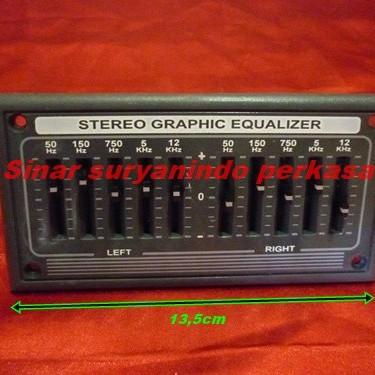 STEREO GRAPHIC EQUALIZER
50 Hz 150 Hz 750 Hz 5 KHz 12 KHz + 50 Hz 150 Hz 750 Hz 5 KHz 12 KHz
Sinar suryanindo perkasa
0
-
LEFT RIGHT
13,5cm